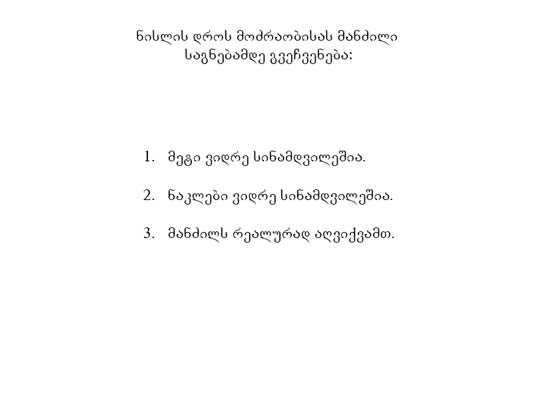 ნისლის დროს მოძრაობისას მანძილი
საგნებამდე გვეჩვენება:
1. მეტი ვიდრე სინამდვილეშია.
2. ნაკლები ვიდრე სინამდვილეშია.
3. მანძილს რეალურად აღვიქვამთ.